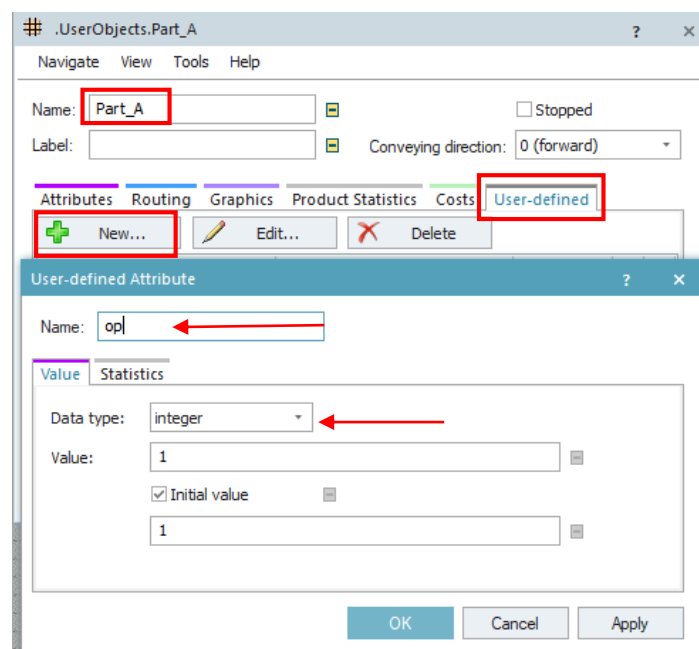 .UserObjects.Part_A ? ×
Navigate View Tools Help
Name: Part_A Stopped
Label: Conveying direction: 0 (forward)
Attributes Routing Graphics Product Statistics Costs User-defined
New... Edit... Delete
User-defined Attribute ? ×
Name: op
Value Statistics
Data type: integer
Value: 1
Initial value
1
OK Cancel Apply